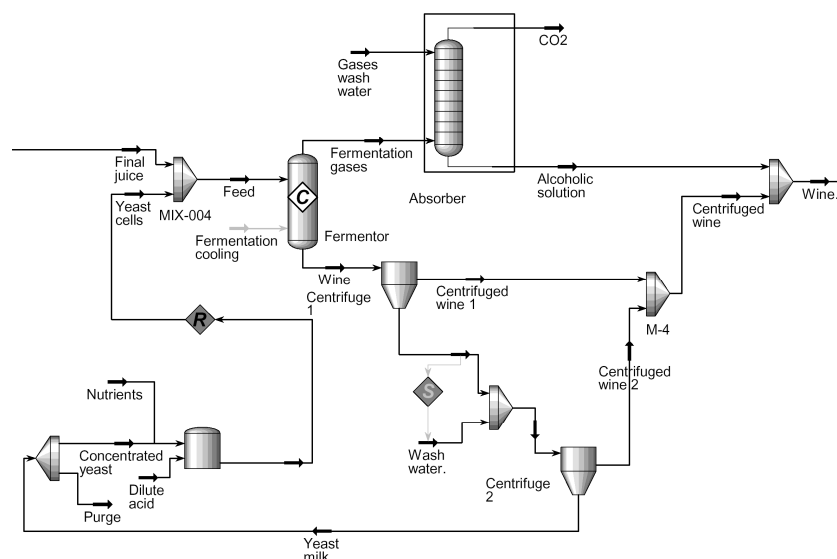 CO2
Gases
wash
water
Final
juice
Fermentation
gases
Alcoholic
solution
Feed
C
Absorber
Yeast
cells
MIX-004
Centrifuged
wine
Wine.
Fermentation
cooling
Fermentor
Wine
Centrifuge
1
Centrifuged
wine 1
M-4
R
Centrifuged
wine 2
Nutrients
S
Concentrated
yeast
Wash
water.
Dilute
acid
Centrifuge
2
Purge
Yeast
milk